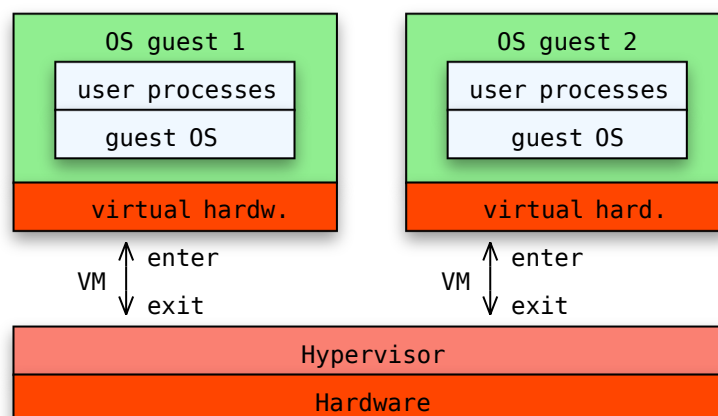 OS guest 1
user processes
guest OS
virtual hardw.
OS guest 2
user processes
guest OS
virtual hard.
enter
VM
exit
enter
VM
exit
Hypervisor
Hardware